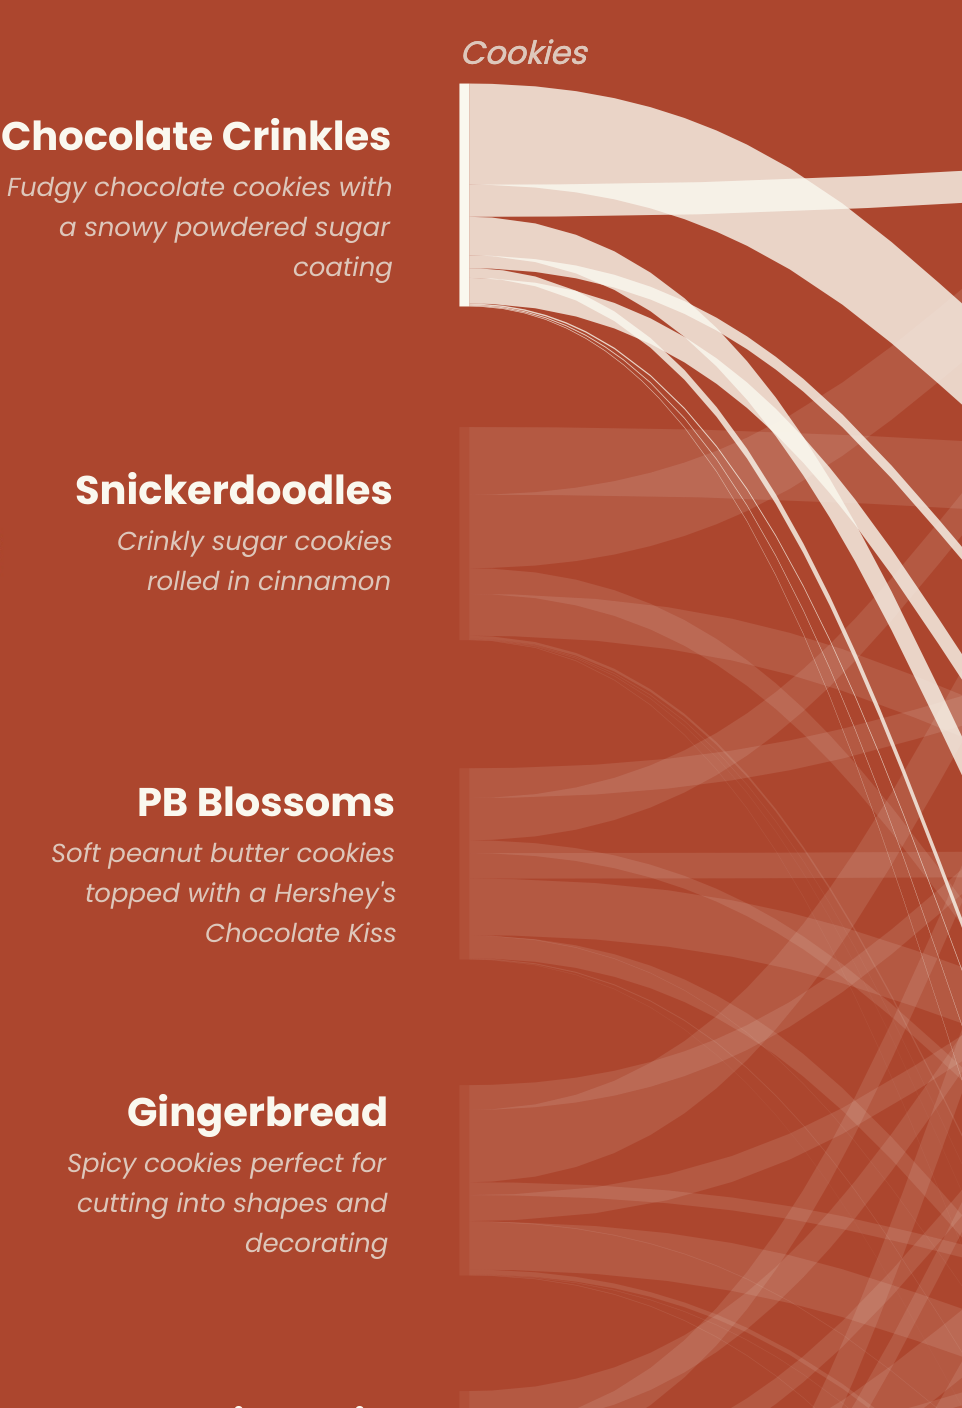 Cookies
Chocolate Crinkles
Fudgy chocolate cookies with
a snowy powdered sugar
coating
Snickerdoodles
Crinkly sugar cookies
rolled in cinnamon
PB Blossoms
Soft peanut butter cookies
topped with a Hershey's
Chocolate Kiss
Gingerbread
Spicy cookies perfect for
cutting into shapes and
decorating